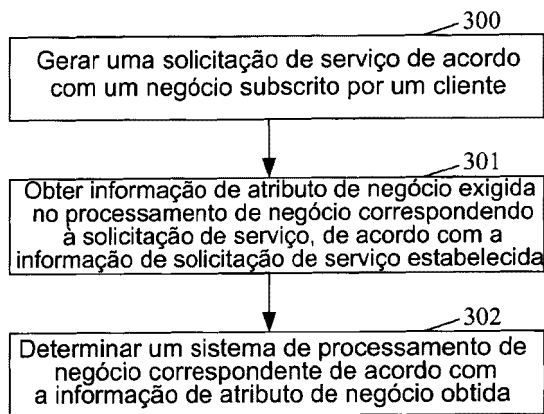 300
Gerar uma solicitação de serviço de acordo
com um negócio subscrito por um cliente
301
Obter informação de atributo de negócio exigida
no processamento de negócio correspondendo
à solicitação de serviço, de acordo com a
informação de solicitação de serviço estabelecida
302
Determinar um sistema de processamento de
negócio correspondente de acordo com
a informação de atributo de negócio obtida